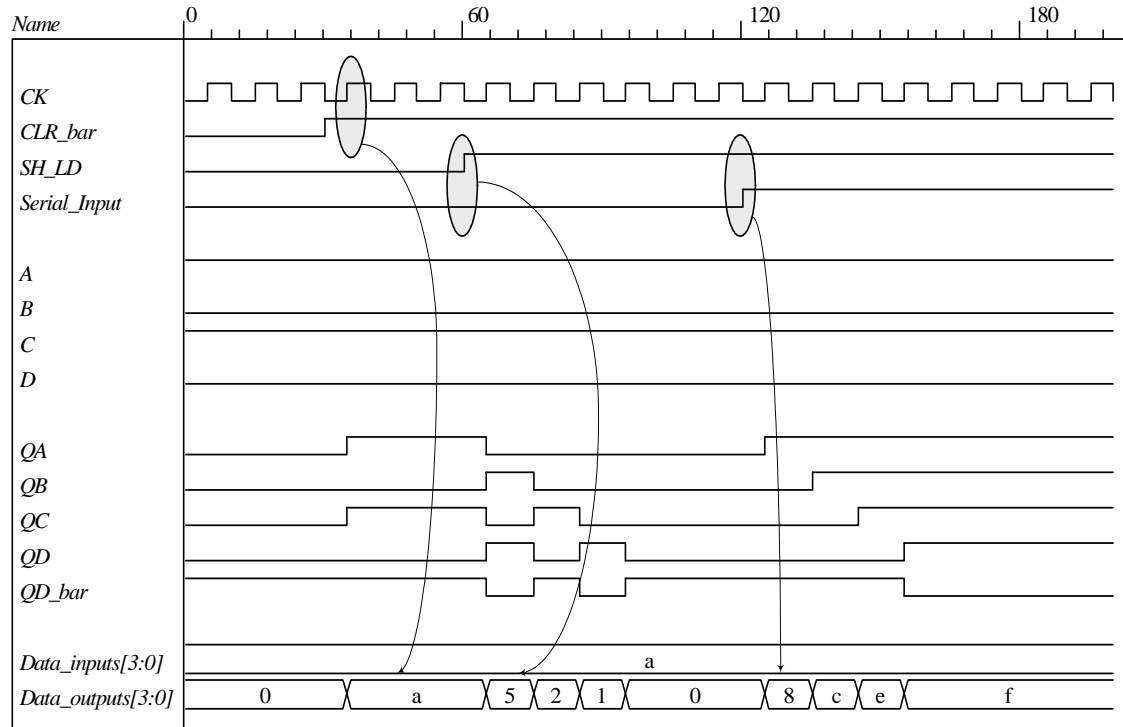 Name 0 60 120 180
CK
CLR_bar
SH_LD
Serial_Input
A
B
C
D
QA
QB
QC
QD
QD_bar
Data_inputs[3:0] a
Data_outputs[3:0] 0 a 5 2 1 0 8 c e f